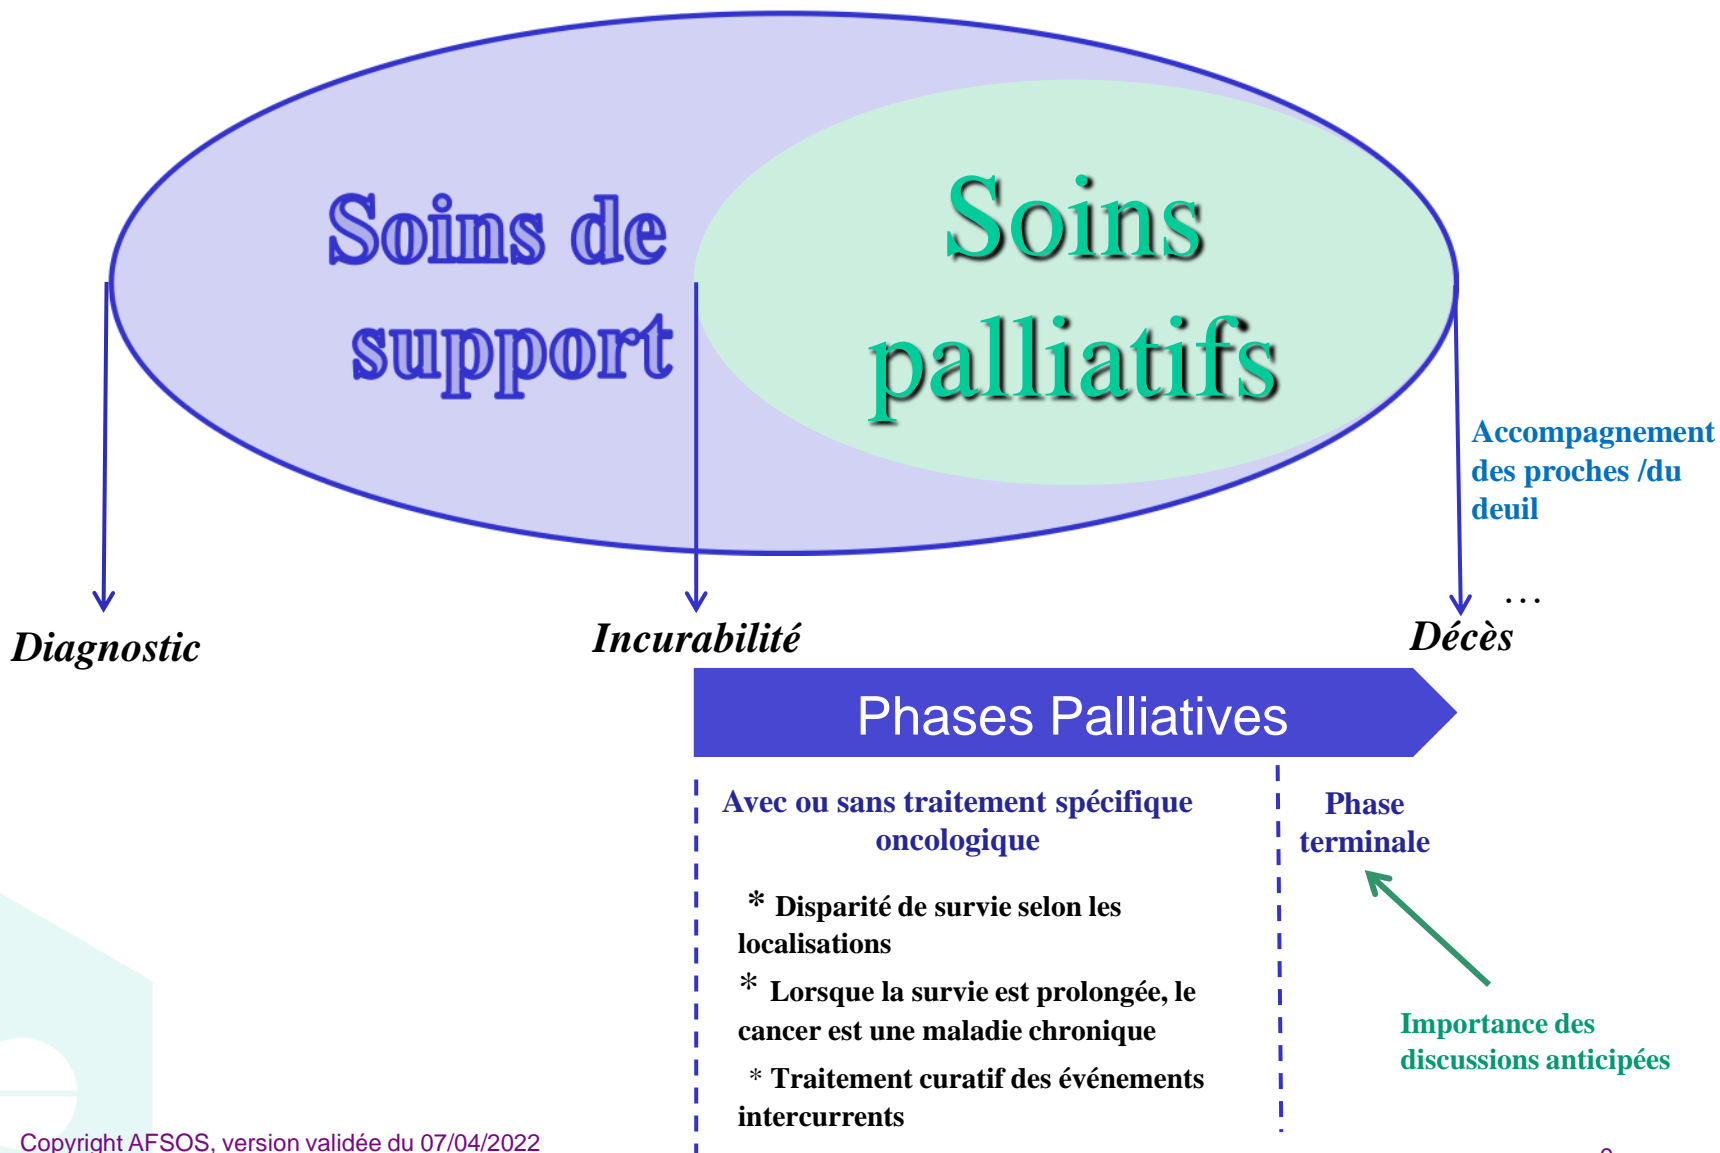 Soins de
support
Soins
palliatifs
Accompagnement
des proches /du
deuil
…
Diagnostic
Incurabilité
Décès
Phases Palliatives
Avec ou sans traitement spécifique
oncologique
Phase
terminale
* Disparité de survie selon les
localisations
* Lorsque la survie est prolongée, le
cancer est une maladie chronique
* Traitement curatif des événements
intercurrents
Importance des
discussions anticipées
Copyright AFSOS, version validée du 07/04/2022